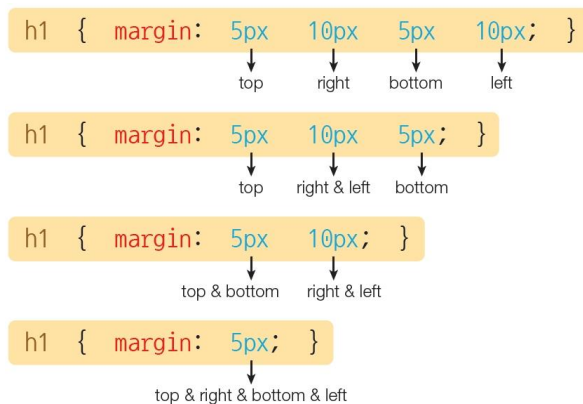 h1 { margin: 5px 10px 5px 10px; }
top right bottom left
h1 { margin: 5px 10px 5px; }
top right & left bottom
h1 { margin: 5px 10px; }
top & bottom right & left
h1 { margin: 5px; }
top & right & bottom & left